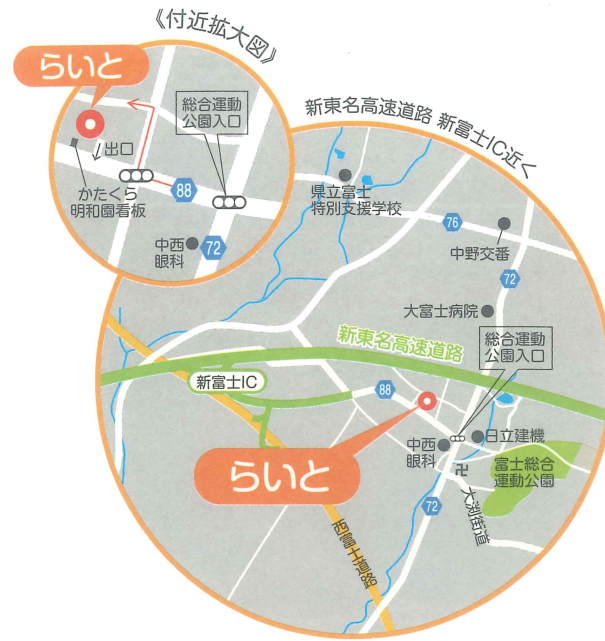 《付近拡大図》
らいと
総合運動
公園入口
↓出口
かたくら
明和園看板
88
中西
眼科
72
新東名高速道路 新富士IC近く
県立富士
特別支援学校
76
中野交番
72
大富士病院
新東名高速道路
総合運動
公園入口
新富士IC
88
らいと
中西
眼科
日立建機
富士総合
運動公園
卍
大渕街道
72
西富士道路